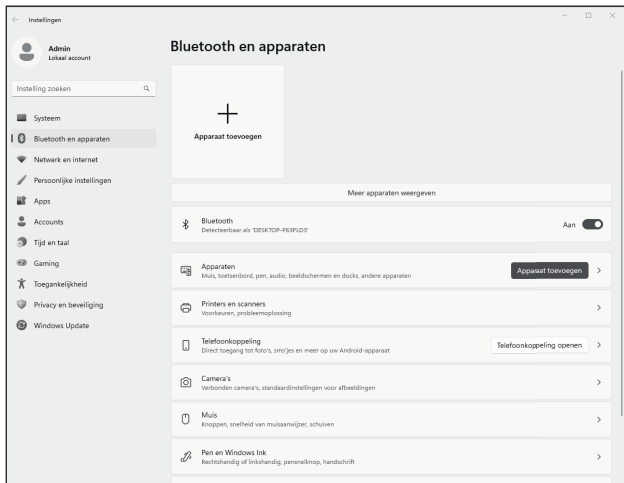 Instellingen
Admin
Lokaal account
Instelling zoeken
Systeem
Bluetooth en apparaten
Netwerk en internet
Persoonlijke instellingen
Apps
Accounts
Tijd en taal
Gaming
Toegankelijkheid
Privacy en beveiliging
Windows Update
Bluetooth en apparaten
Apparaat toevoegen
Meer apparaten weergeven
Bluetooth
Detecteerbaar als 'DESKTOP-P63PLD3'
Aan
Apparaten
Muis, toetsenbord, pen, audio, beeldschermen en docks, andere apparaten
Apparaat toevoegen
Printers en scanners
Voorkeuren, probleemoplossing
Telefoonkoppeling
Direct toegang tot foto's, sms'jes en meer op uw Android-apparaat
Telefoonkoppeling openen
Camera's
Verbonden camera's, standaardinstellingen voor afbeeldingen
Muis
Knoppen, snelheid van muisaanwijzer, schuiven
Pen en Windows Ink
Rechtshandig of linkshandig, pensnelknop, handschrift